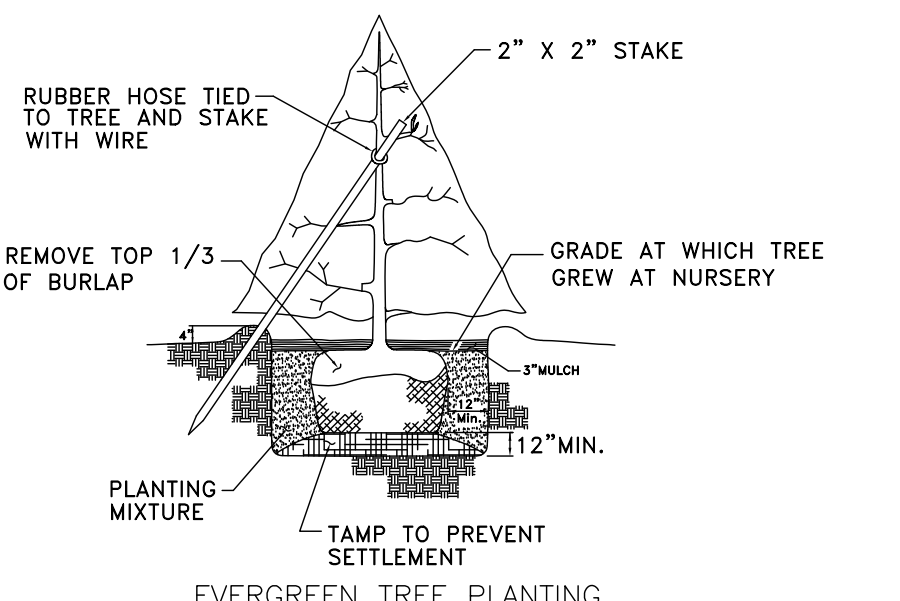 2” X 2” STAKE
RUBBER HOSE TIED
TO TREE AND STAKE
WITH WIRE
REMOVE TOP 1/3
OF BURLAP
GRADE AT WHICH TREE
GREW AT NURSERY
4"
3"MULCH
12"
Min.
12”MIN.
PLANTING
MIXTURE
TAMP TO PREVENT
SETTLEMENT
EVERGREEN TREE PLANTING